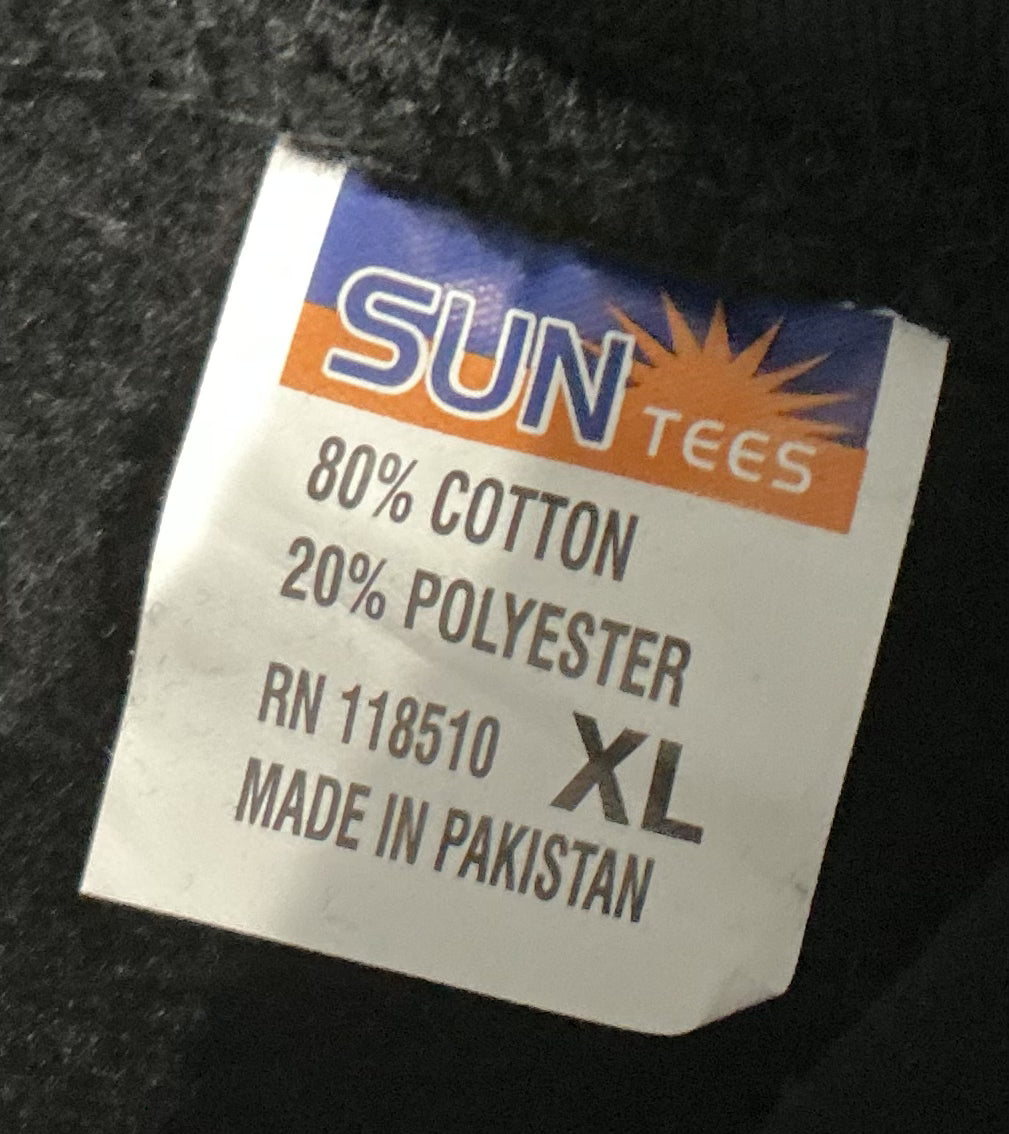 SUN TEES
80% COTTON
20% POLYESTER
RN 118510 XL
MADE IN PAKISTAN